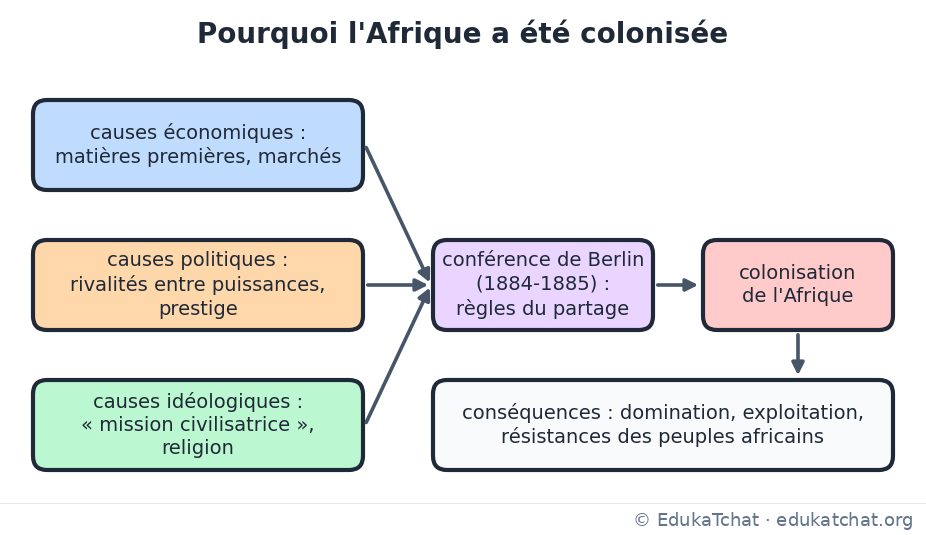 Pourquoi l'Afrique a été colonisée
causes économiques :
matières premières, marchés
causes politiques :
rivalités entre puissances,
prestige
causes idéologiques :
« mission civilisatrice »,
religion
conférence de Berlin
(1884-1885) :
règles du partage
colonisation
de l'Afrique
conséquences : domination, exploitation,
résistances des peuples africains
© EdukaTchat · edukatchat.org